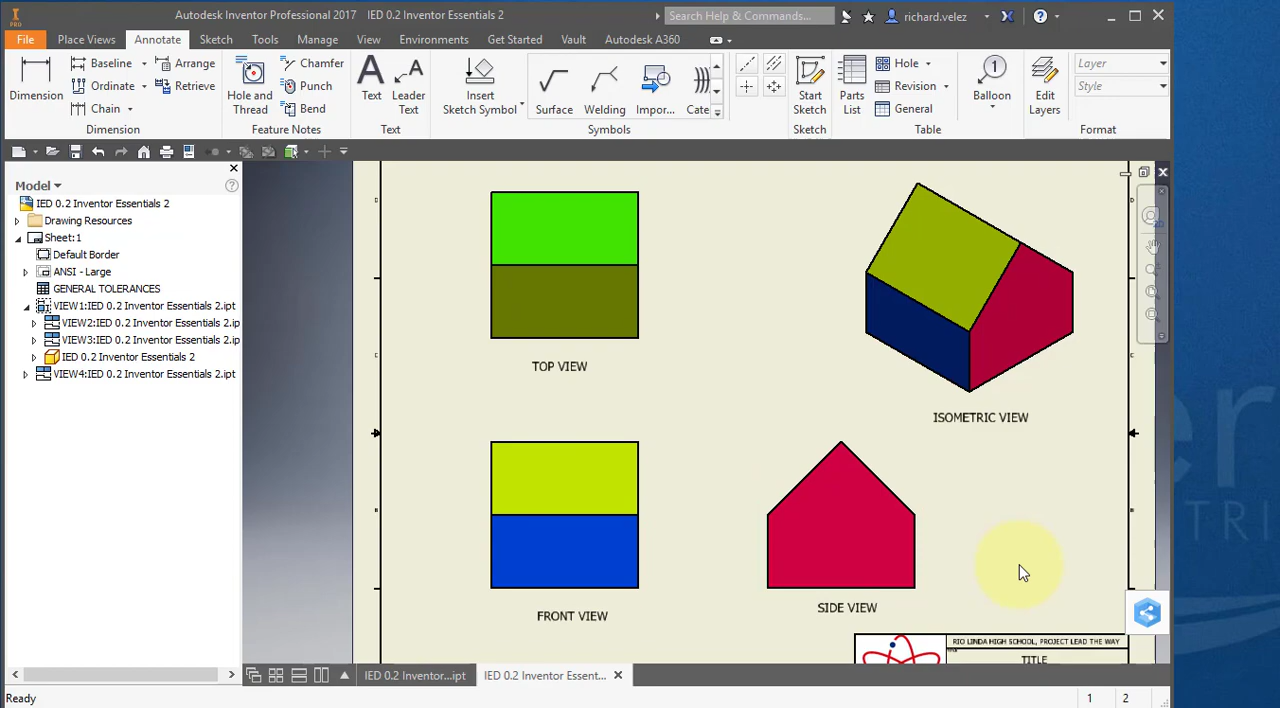 Autodesk Inventor Professional 2017 IED 0.2 Inventor Essentials 2
Search Help & Commands...
richard.velez
PRO
File Place Views Annotate Sketch Tools Manage View Environments Get Started Vault Autodesk A360
Dimension
Baseline
Ordinate
Chain
Arrange
Retrieve
Dimension
Hole and
Thread
Chamfer
Punch
Bend
Feature Notes
Text
Leader
Text
Text
Insert
Sketch Symbol
Surface Welding Impor... Cate
Symbols
Start
Sketch
Sketch
Parts
List
Hole
Revision
General
Table
1
Balloon
Edit
Layers
Layer
Style
Format
Model
IED 0.2 Inventor Essentials 2
Drawing Resources
Sheet:1
Default Border
ANSI - Large
GENERAL TOLERANCES
VIEW1:IED 0.2 Inventor Essentials 2.ipt
VIEW2:IED 0.2 Inventor Essentials 2.ip
VIEW3:IED 0.2 Inventor Essentials 2.ip
IED 0.2 Inventor Essentials 2
VIEW4:IED 0.2 Inventor Essentials 2.ipt
TOP VIEW
ISOMETRIC VIEW
FRONT VIEW
SIDE VIEW
RIO LINDA HIGH SCHOOL, PROJECT LEAD THE WAY
TITLE
IED 0.2 Inventor...ipt IED 0.2 Inventor Essent...
Ready
1 2
er
TRI